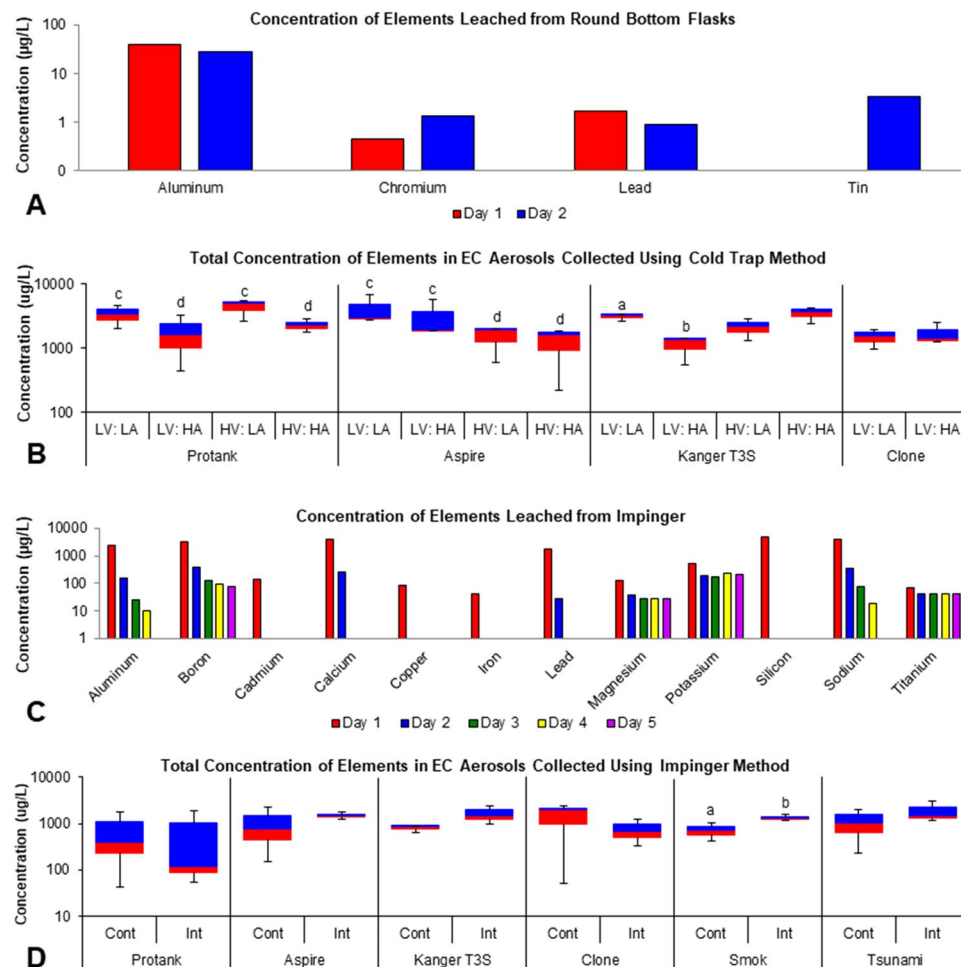 Concentration of Elements Leached from Round Bottom Flasks
Concentration (µg/L)
100
10
1
0
Aluminum Chromium Lead Tin
A
Day 1 Day 2
Total Concentration of Elements in EC Aerosols Collected Using Cold Trap Method
Concentration (ug/L)
10000
1000
100
c d c d c c d d a b
LV: LA LV: HA HV: LA HV: HA LV: LA LV: HA HV: LA HV: HA LV: LA LV: HA HV: LA HV: HA LV: LA LV: HA
B
Protank Aspire Kanger T3S Clone
Concentration of Elements Leached from Impinger
Concentration (µg/L)
10000
1000
100
10
1
Aluminum Boron Cadmium Calcium Copper Iron Lead Magnesium Potassium Silicon Sodium Titanium
C
Day 1 Day 2 Day 3 Day 4 Day 5
Total Concentration of Elements in EC Aerosols Collected Using Impinger Method
Concentration (ug/L)
10000
1000
100
10
a b
Cont Int Cont Int Cont Int Cont Int Cont Int Cont Int
D
Protank Aspire Kanger T3S Clone Smok Tsunami